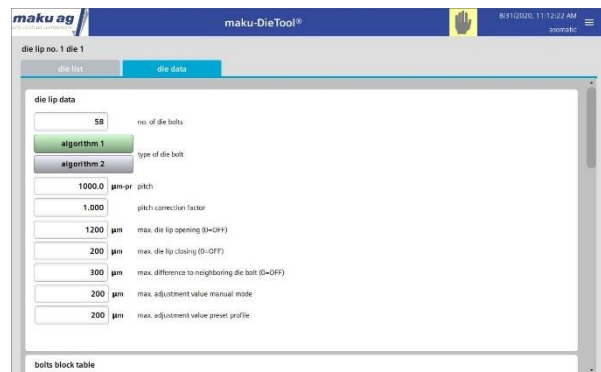 maku ag
maku-DieTool®
8/31/2020, 11:12:22 AM
asomatic
die lip no. 1 die 1
die list
die data
die lip data
58 no. of die bolts
algorithm 1
type of die bolt
algorithm 2
1000.0 µm-pr pitch
1.000 pitch correction factor
1200 µm max. die lip opening (0=OFF)
200 µm max. die lip closing (0=OFF)
300 µm max. difference to neighboring die bolt (0=OFF)
200 µm max. adjustment value manual mode
200 µm max. adjustment value preset profile
bolts block table